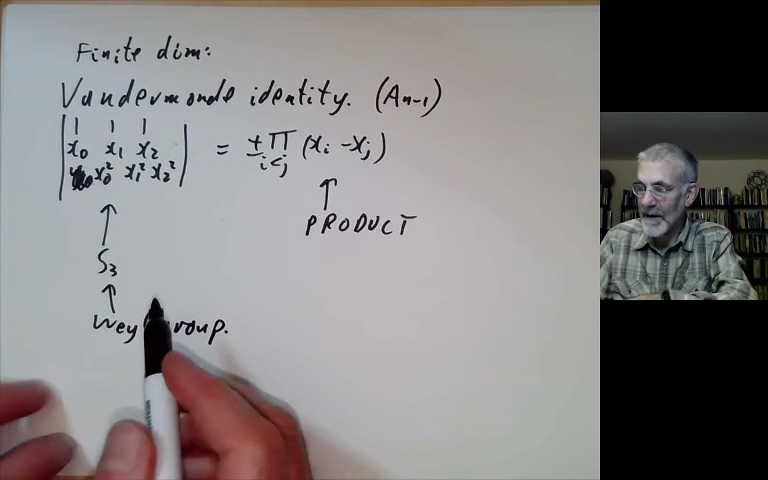 Finite dim:
Vandermonde identity. (An-1)
| 1 1 1 |
| x0 x1 x2 | = ± Π i<j (xi - xj)
| x0² x1² x2² |
↑ ↑
PRODUCT
S3
↑
Wey group.